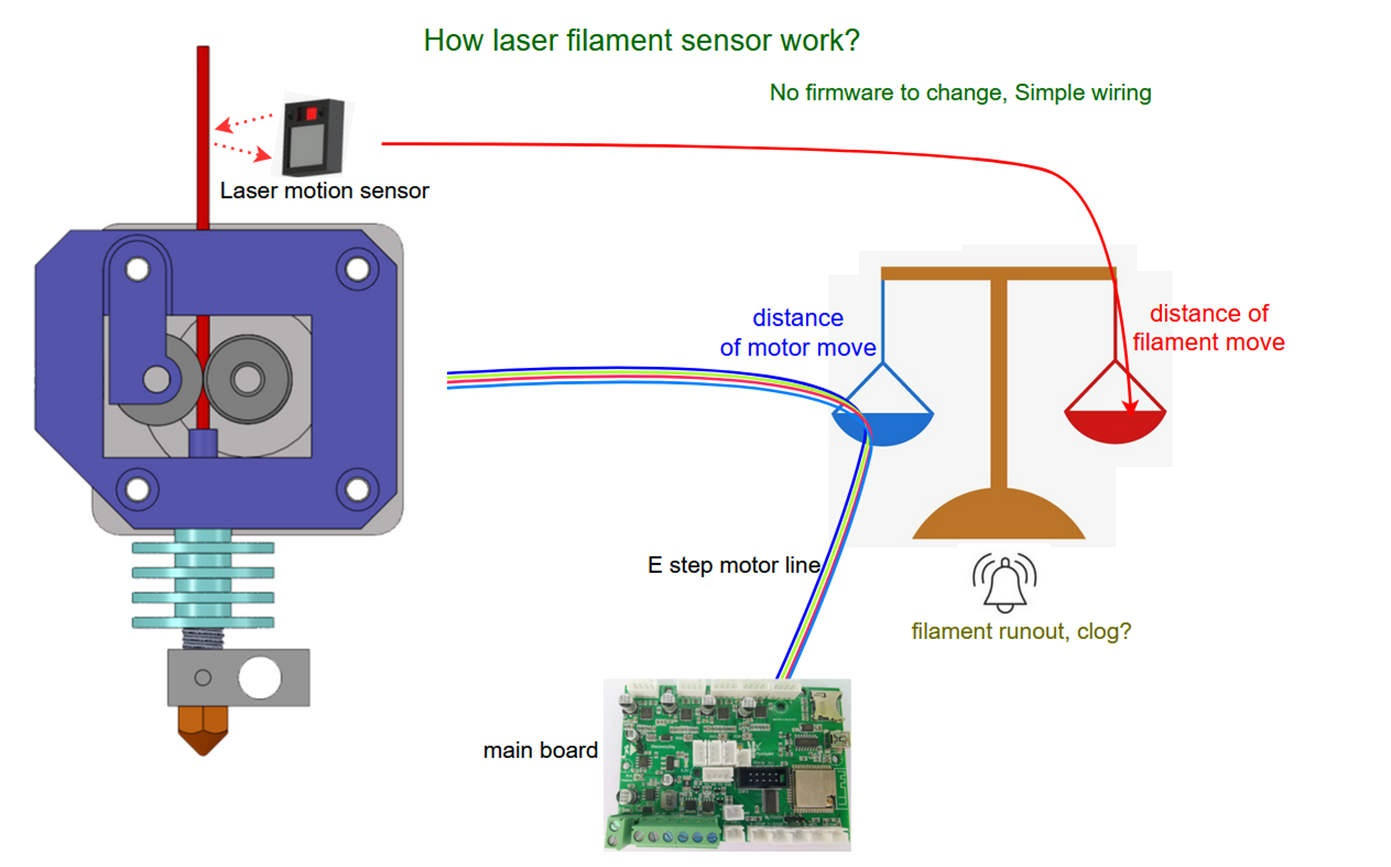 How laser filament sensor work?
No firmware to change, Simple wiring
Laser motion sensor
distance
of motor move
distance of
filament move
E step motor line
filament runout, clog?
main board